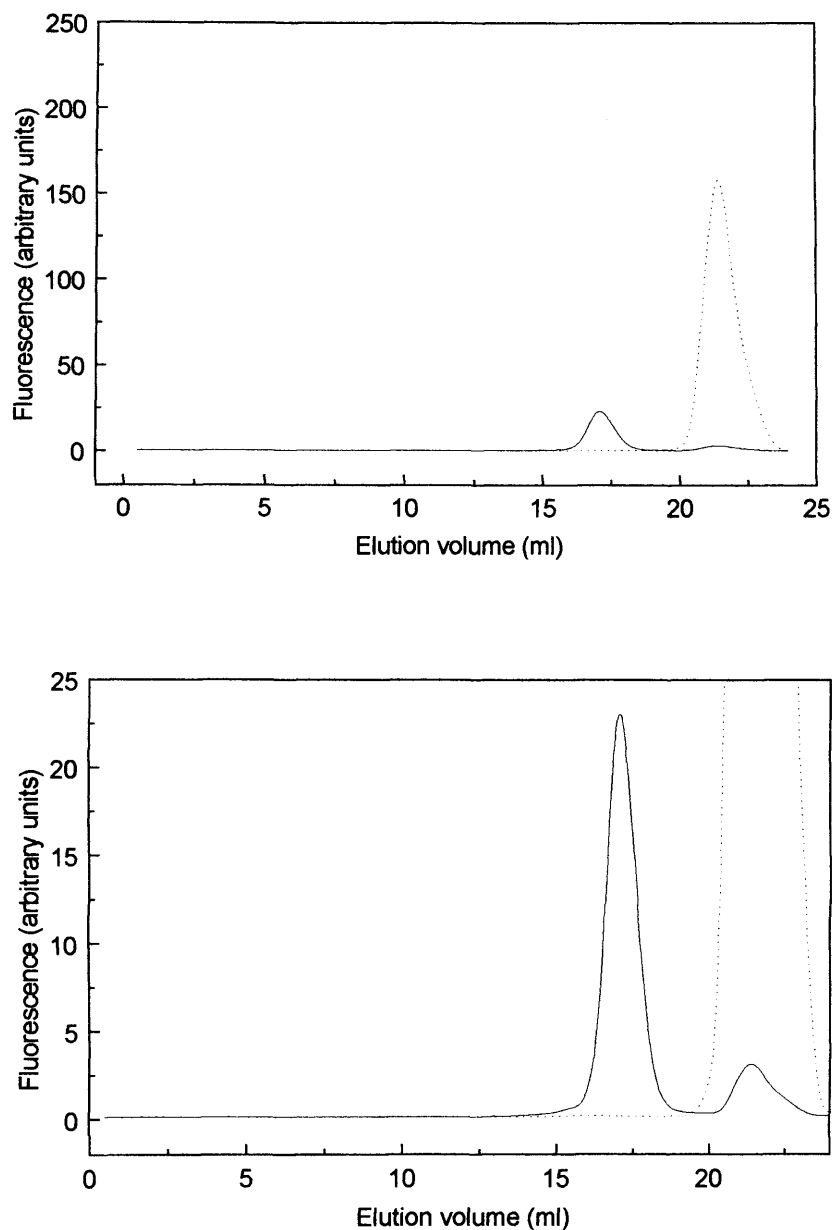 250
200
150
100
50
0
Fluorescence (arbitrary units)
0 5 10 15 20 25
Elution volume (ml)
25
20
15
10
5
0
Fluorescence (arbitrary units)
0 5 10 15 20
Elution volume (ml)